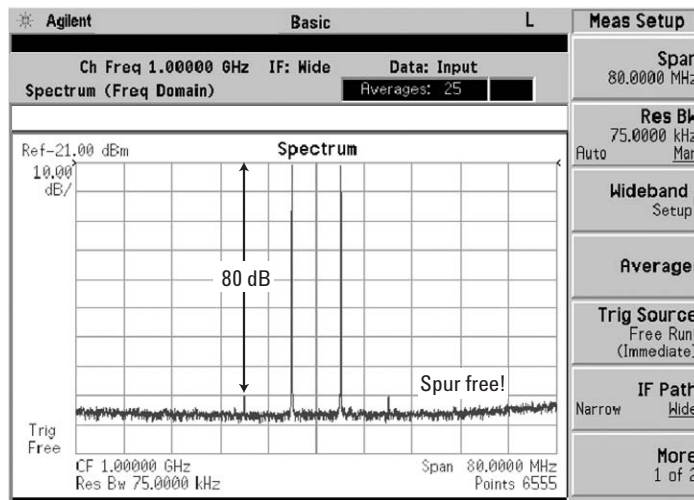 Agilent Basic L Meas Setup
Ch Freq 1.00000 GHz IF: Wide Data: Input
Spectrum (Freq Domain) Averages: 25
Span
80.0000 MHz
Res BW
75.0000 kHz
Auto Man
Wideband
Setup
Average
Trig Source
Free Run
(Immediate)
IF Path
Narrow Wide
More
1 of 2
Ref-21.00 dBm Spectrum
10.00
dB/
80 dB
Spur free!
Trig
Free
CF 1.00000 GHz Span 80.0000 MHz
Res Bw 75.0000 kHz Points 6555